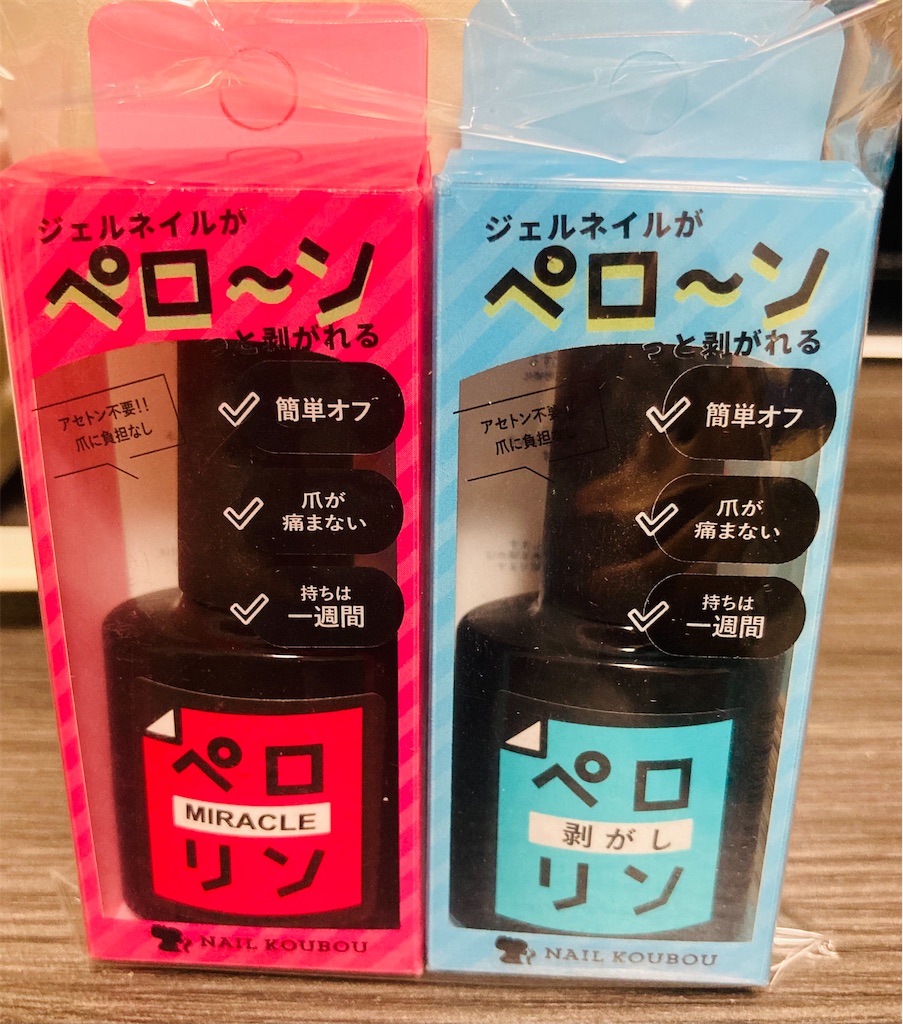 ジェルネイルが
ペロ〜ン
っと剥がれる
アセトン不要!!
爪に負担なし
簡単オフ
爪が
痛まない
持ちは
一週間
ペロ
MIRACLE
リン
NAIL KOUBOU
ジェルネイルが
ペロ〜ン
っと剥がれる
アセトン不要!
爪に負担なし
簡単オフ
爪が
痛まない
持ちは
一週間
ペロ
剥がし
リン
NAIL KOUBOU